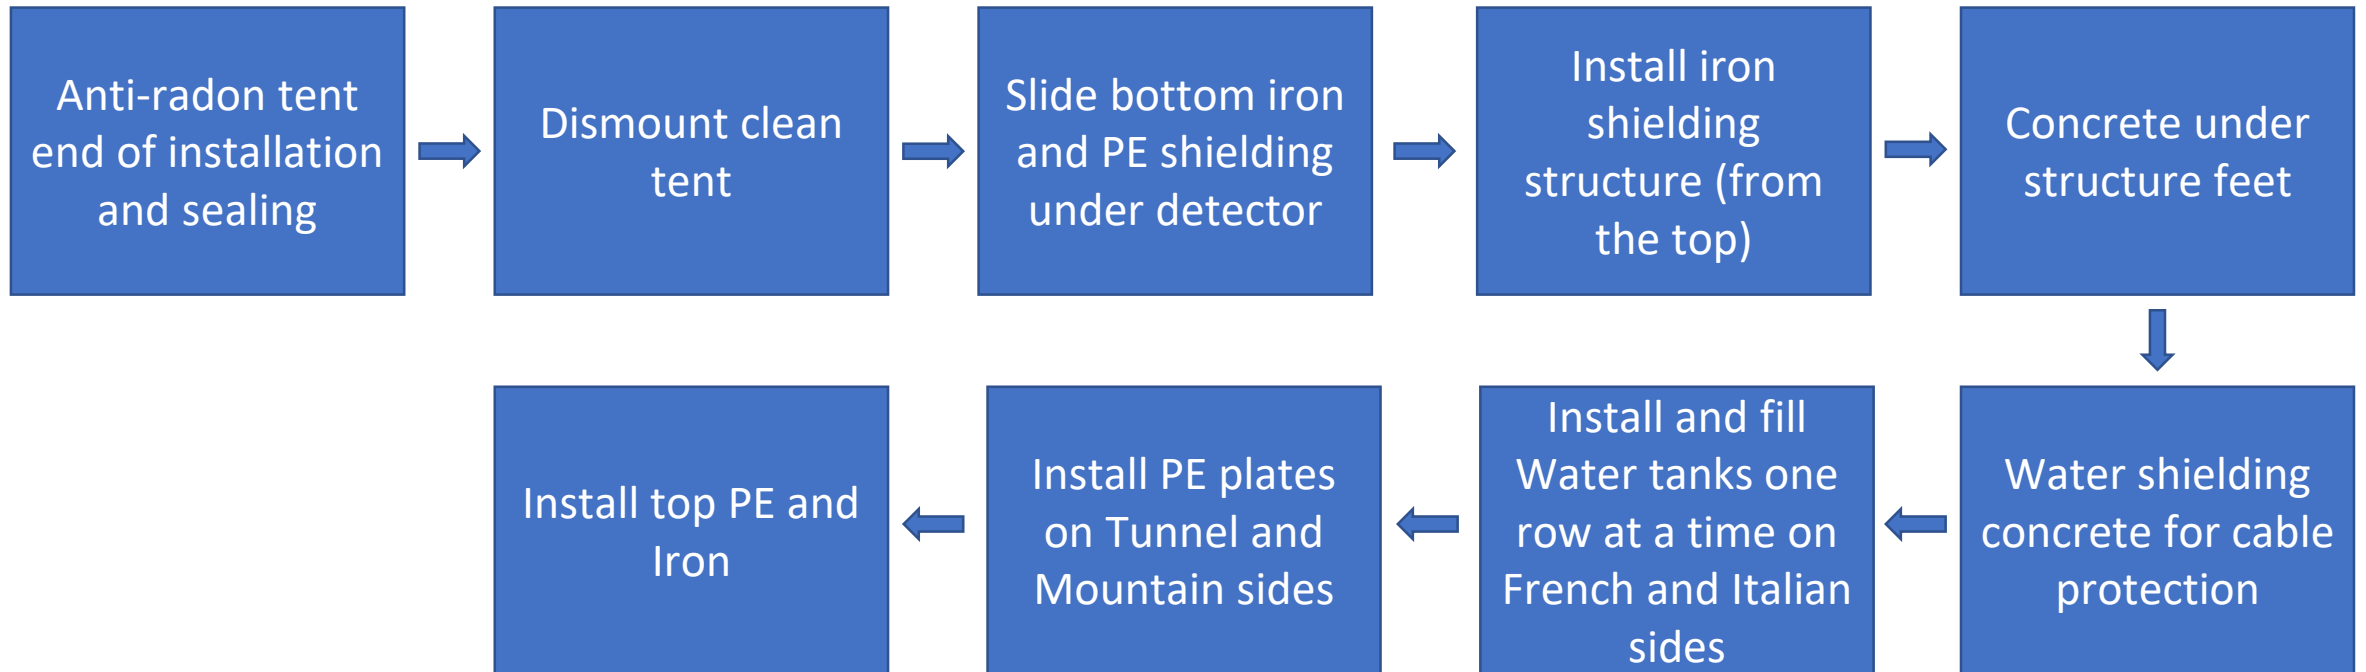 Anti-radon tent
end of installation
and sealing
Dismount clean
tent
Slide bottom iron
and PE shielding
under detector
Install iron
shielding
structure (from
the top)
Concrete under
structure feet
Water shielding
concrete for cable
protection
Install and fill
Water tanks one
row at a time on
French and Italian
sides
Install PE plates
on Tunnel and
Mountain sides
Install top PE and
Iron